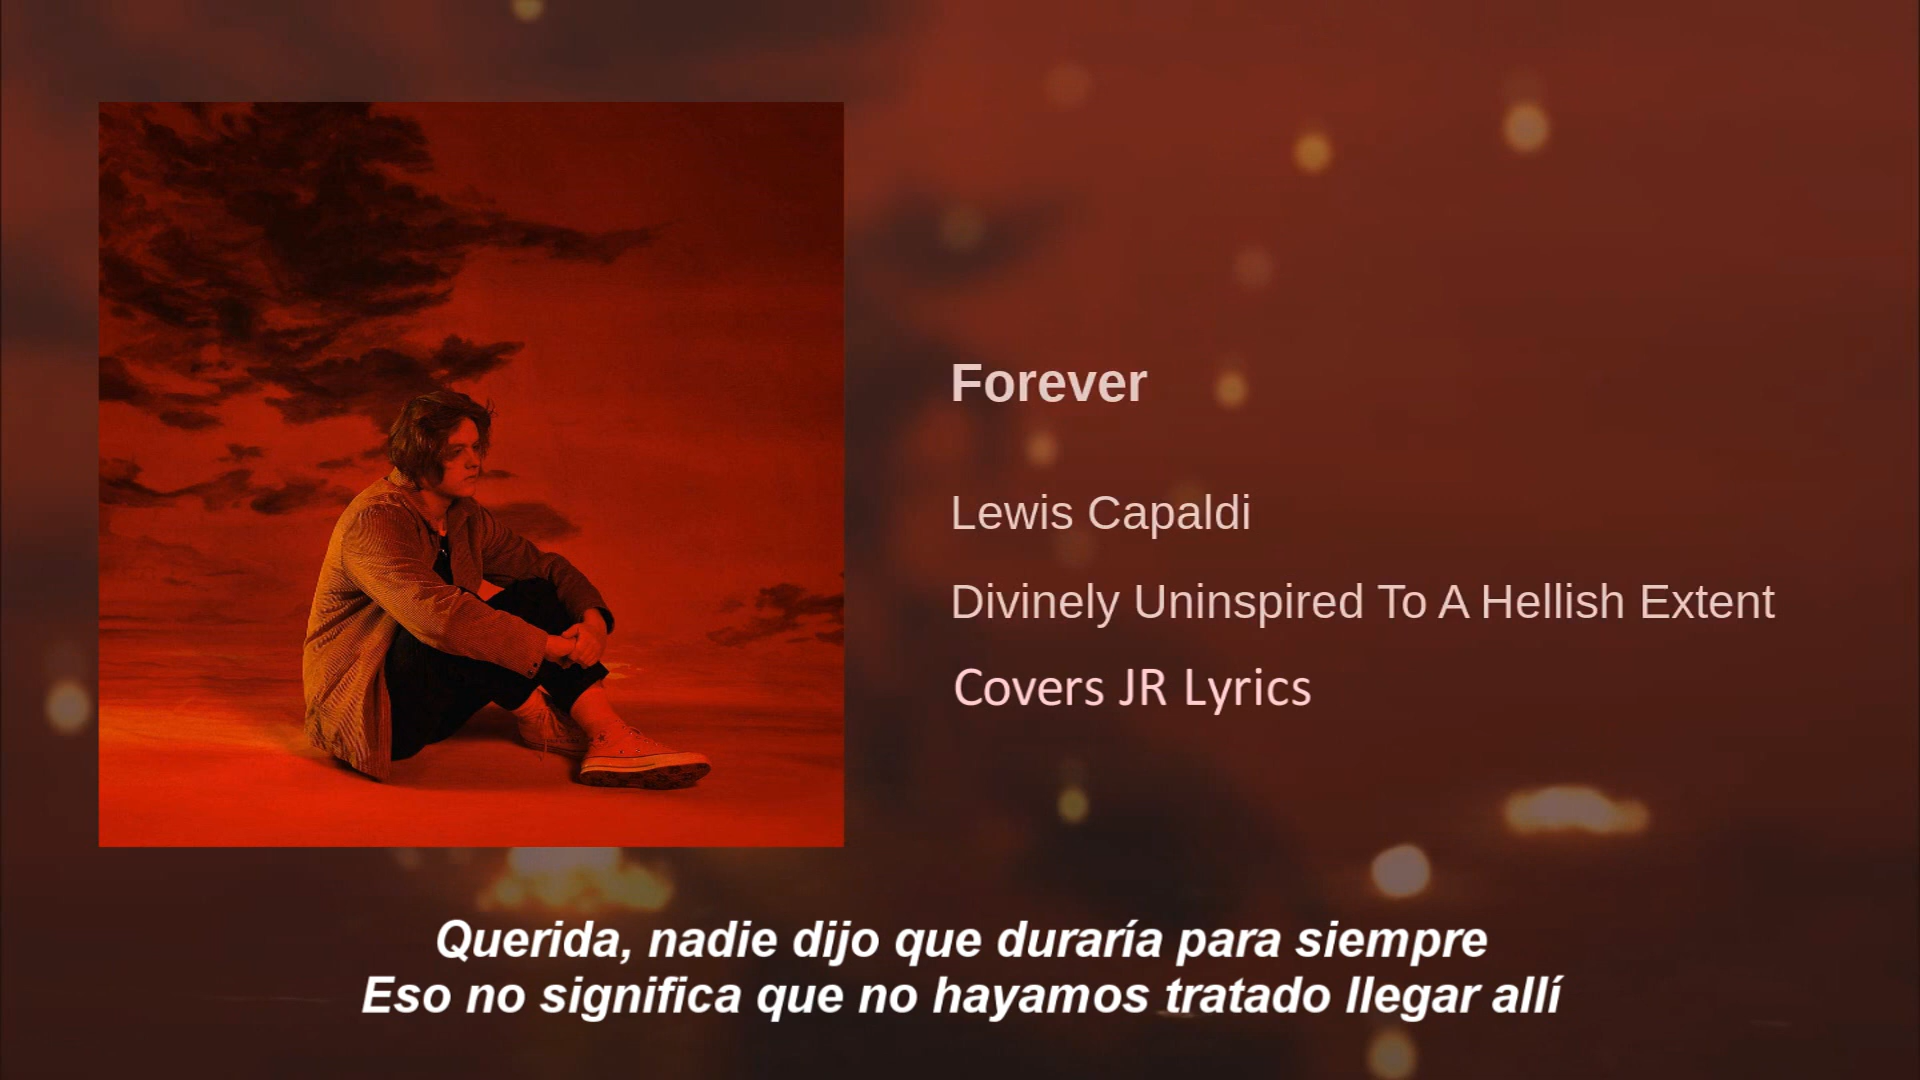 Forever
Lewis Capaldi
Divinely Uninspired To A Hellish Extent
Covers JR Lyrics
Querida, nadie dijo que duraría para siempre
Eso no significa que no hayamos tratado llegar allí